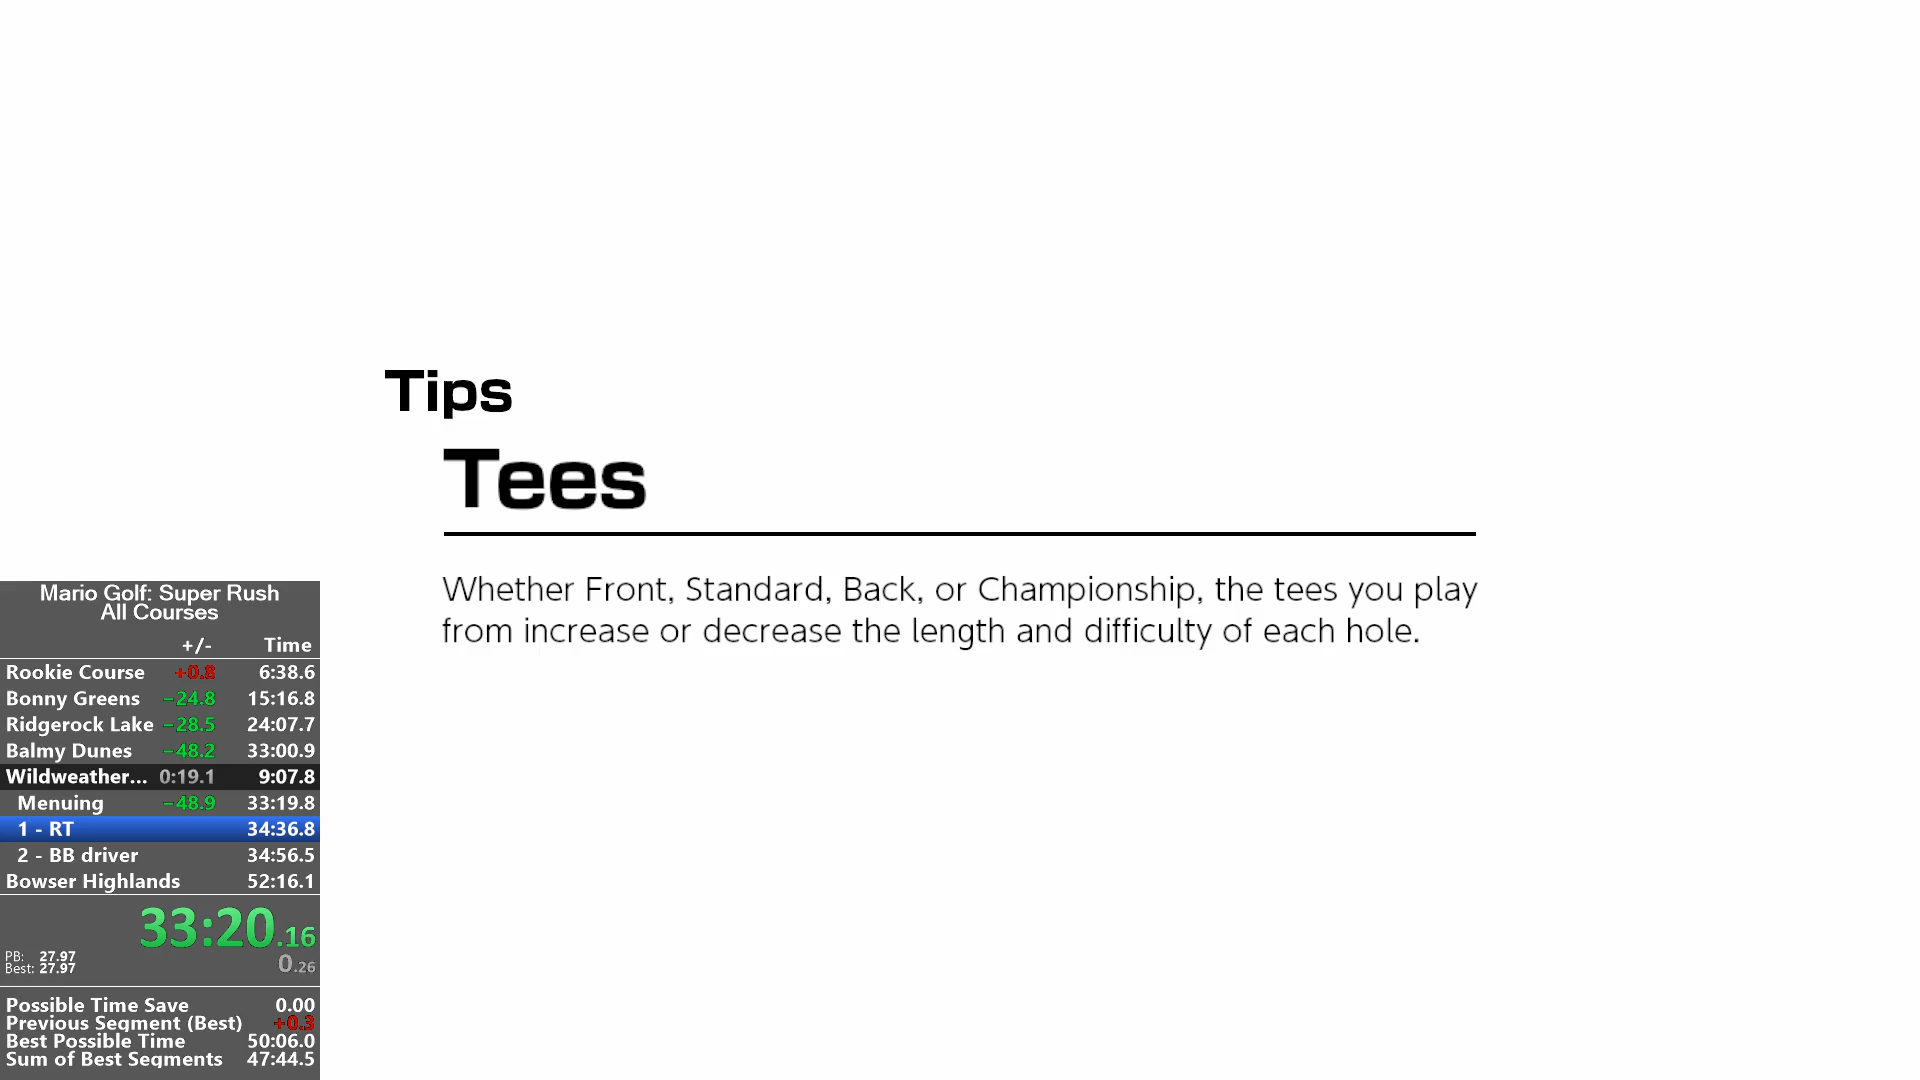 Tips
Tees
Whether Front, Standard, Back, or Championship, the tees you play
from increase or decrease the length and difficulty of each hole.
Mario Golf: Super Rush
All Courses
+/- Time
Rookie Course +0.8 6:38.6
Bonny Greens −24.8 15:16.8
Ridgerock Lake −28.5 24:07.7
Balmy Dunes −48.2 33:00.9
Wildweather... 0:19.1 9:07.8
Menuing −48.9 33:19.8
1 - RT 34:36.8
2 - BB driver 34:56.5
Bowser Highlands 52:16.1
33:20.16
PB: 27.97
Best: 27.97
0.26
Possible Time Save 0.00
Previous Segment (Best) +0.3
Best Possible Time 50:06.0
Sum of Best Segments 47:44.5